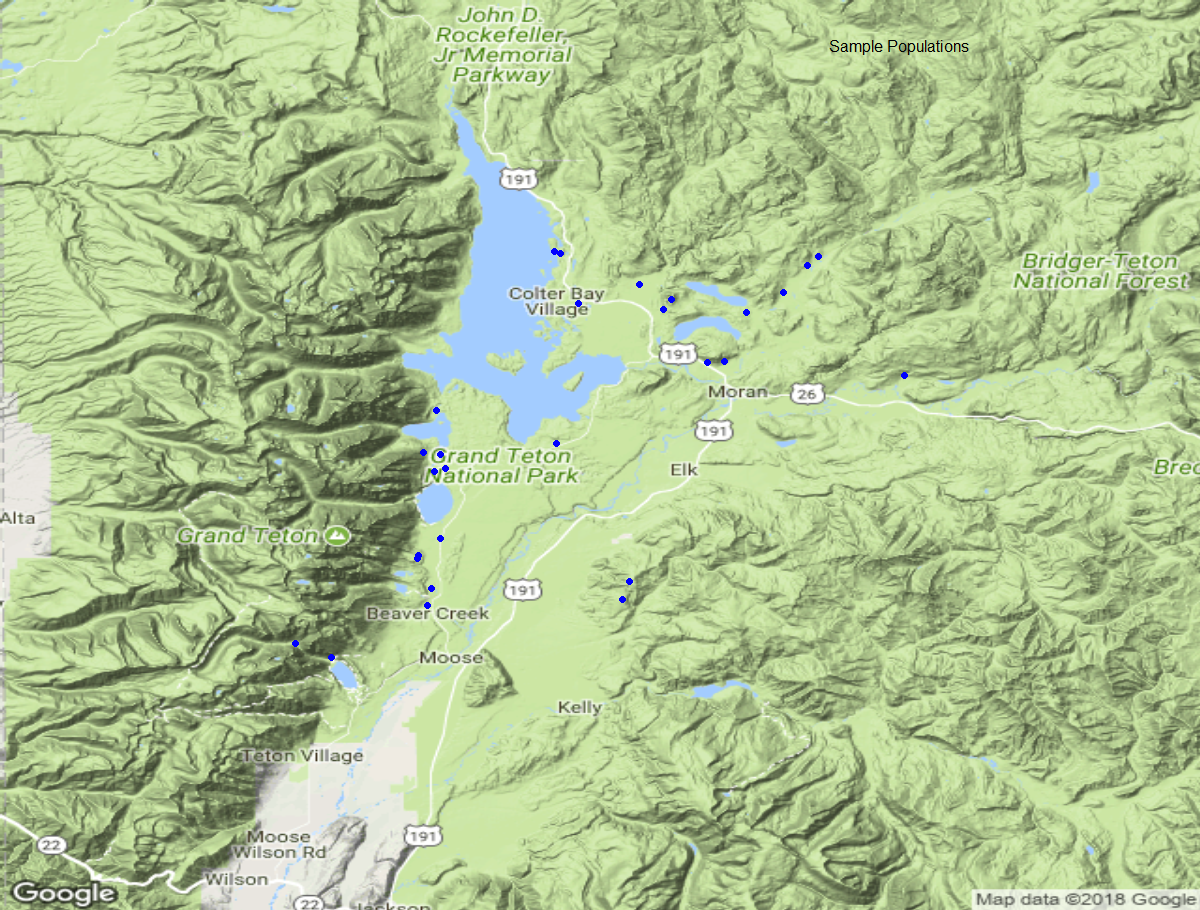 John D.
Rockefeller,
Jr Memorial
Parkway
Sample Populations
191
Bridger-Teton
National Forest
Colter Bay
Village
191
Moran
26
191
Grand Teton
National Park
Elk
Brec
Alta
Grand Teton
191
Beaver Creek
Moose
Kelly
Teton Village
191
22
Moose
Wilson Rd
Wilson
22
Jackson
Google
Map data ©2018 Google